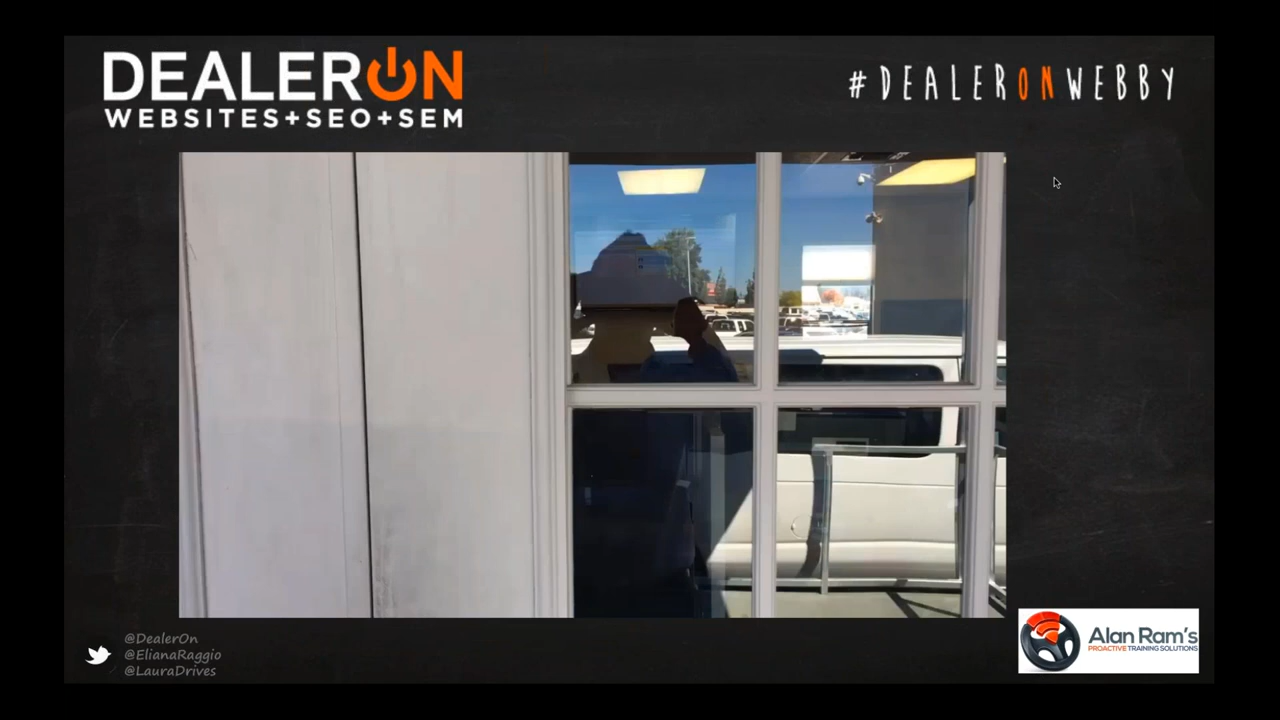 DEALERON
WEBSITES+SEO+SEM
#DEALERONWEBBY
@DealerOn
@ElianaRaggio
@LauraDrives
Alan Ram's
PROACTIVE TRAINING SOLUTIONS